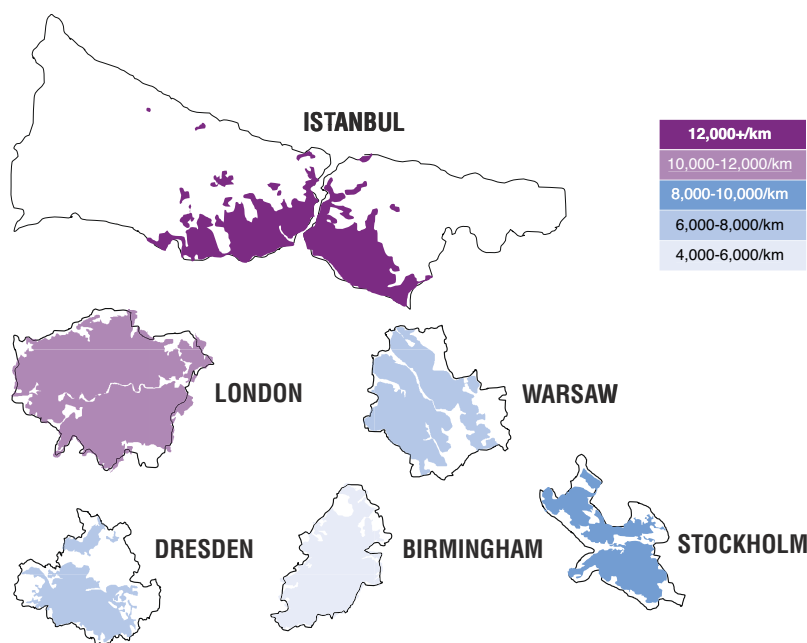 ISTANBUL
12,000+/km
10,000-12,000/km
8,000-10,000/km
6,000-8,000/km
4,000-6,000/km
LONDON
WARSAW
DRESDEN
BIRMINGHAM
STOCKHOLM